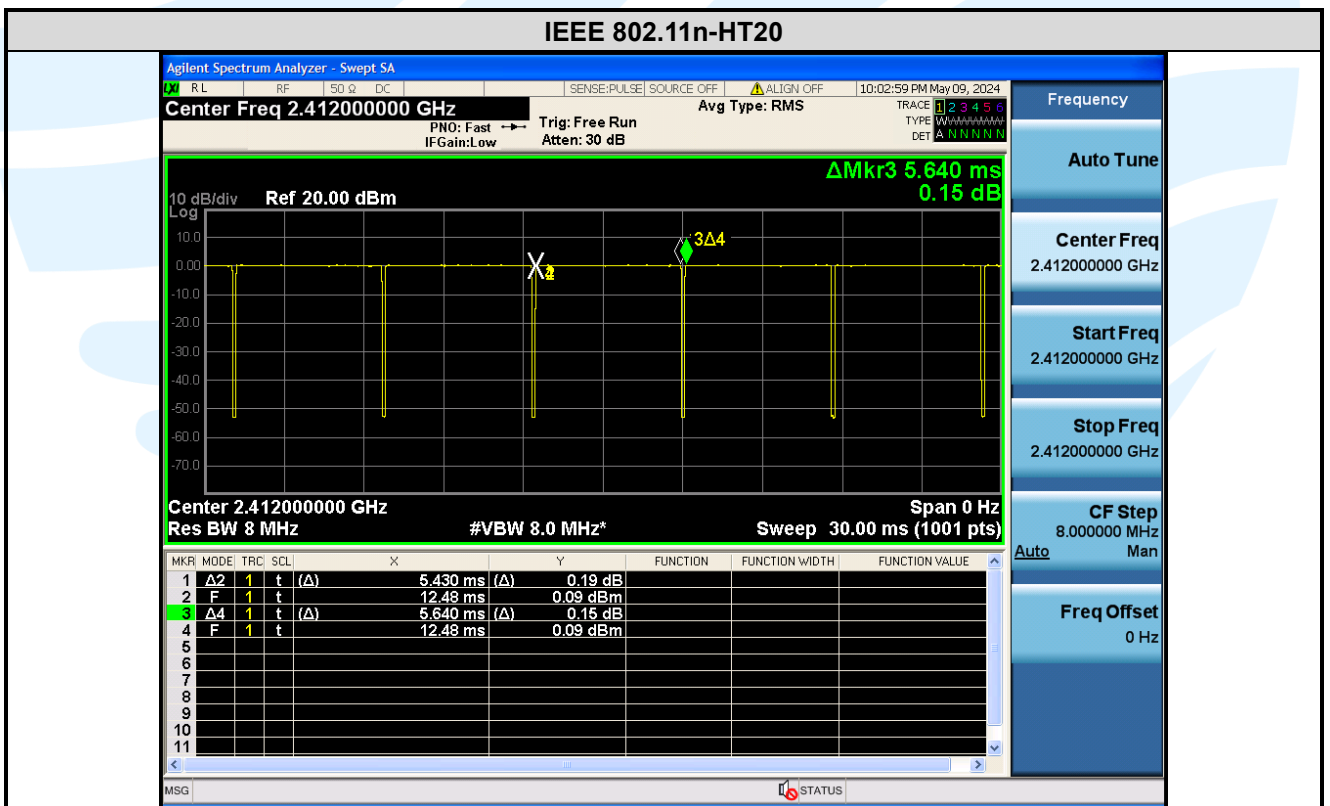 IEEE 802.11n-HT20
Agilent Spectrum Analyzer - Swept SA
LXI RL RF 50 Ω DC SENSE:PULSE SOURCE OFF ⚠ ALIGN OFF 10:02:59 PM May 09, 2024
Center Freq 2.412000000 GHz
PNO: Fast
IFGain:Low
Trig: Free Run
Atten: 30 dB
Avg Type: RMS
TRACE 1 2 3 4 5 6
TYPE WWWWWWW
DET A N N N N N
ΔMkr3 5.640 ms
0.15 dB
10 dB/div Ref 20.00 dBm
Log
10.0
0.00
-10.0
-20.0
-30.0
-40.0
-50.0
-60.0
-70.0
X
3Δ4
Center 2.412000000 GHz Span 0 Hz
Res BW 8 MHz #VBW 8.0 MHz* Sweep 30.00 ms (1001 pts)
MKR MODE TRC SCL X Y FUNCTION FUNCTION WIDTH FUNCTION VALUE
1 Δ2 1 t (Δ) 5.430 ms (Δ) 0.19 dB
2 F 1 t 12.48 ms 0.09 dBm
3 Δ4 1 t (Δ) 5.640 ms (Δ) 0.15 dB
4 F 1 t 12.48 ms 0.09 dBm
5
6
7
8
9
10
11
MSG STATUS
Frequency
Auto Tune
Center Freq
2.412000000 GHz
Start Freq
2.412000000 GHz
Stop Freq
2.412000000 GHz
CF Step
8.000000 MHz
Auto Man
Freq Offset
0 Hz